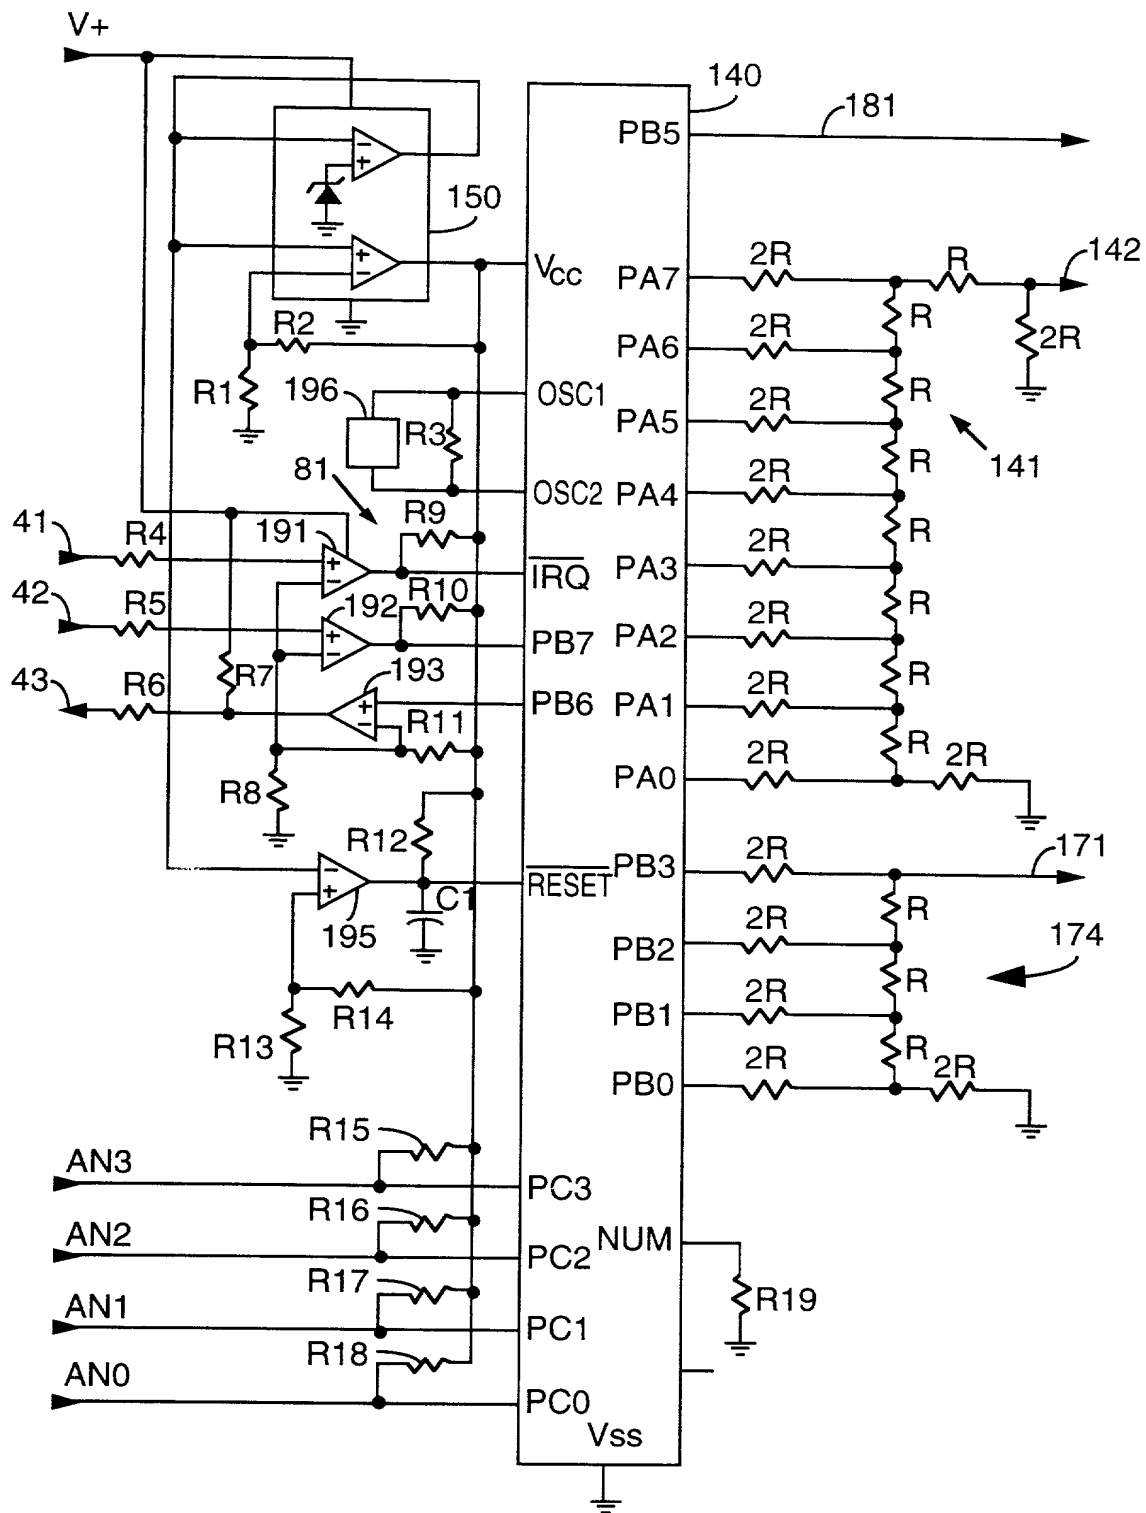 V+
140
PB5
181
150
VCC
PA7
2R
R
142
R
2R
R2
PA6
2R
R1
196
OSC1
R
R3
PA5
2R
141
81
R
OSC2
PA4
2R
R9
41
R4
191
R
IRQ
PA3
2R
42
R5
192
R10
R
PB7
PA2
2R
43
R6
R7
193
R
PB6
PA1
2R
R11
R
R8
PA0
2R
2R
R12
PB3
2R
171
RESET
C1
R
195
PB2
2R
174
R
R14
PB1
2R
R13
R
2R
PB0
2R
R15
AN3
PC3
R16
AN2
PC2
NUM
R17
AN1
PC1
R19
R18
AN0
PC0
Vss